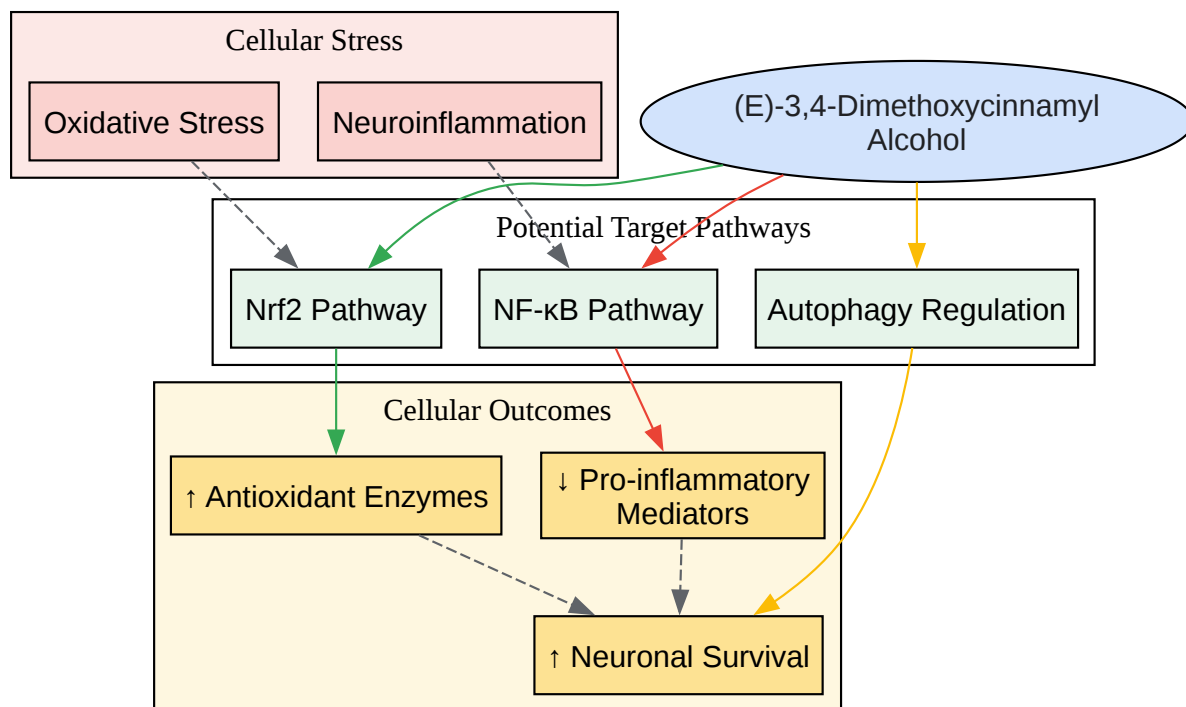 Cellular Stress
Oxidative Stress
Neuroinflammation
(E)-3,4-Dimethoxycinnamyl
Alcohol
Potential Target Pathways
Nrf2 Pathway
NF-κB Pathway
Autophagy Regulation
Cellular Outcomes
↑ Antioxidant Enzymes
↓ Pro-inflammatory
Mediators
↑ Neuronal Survival